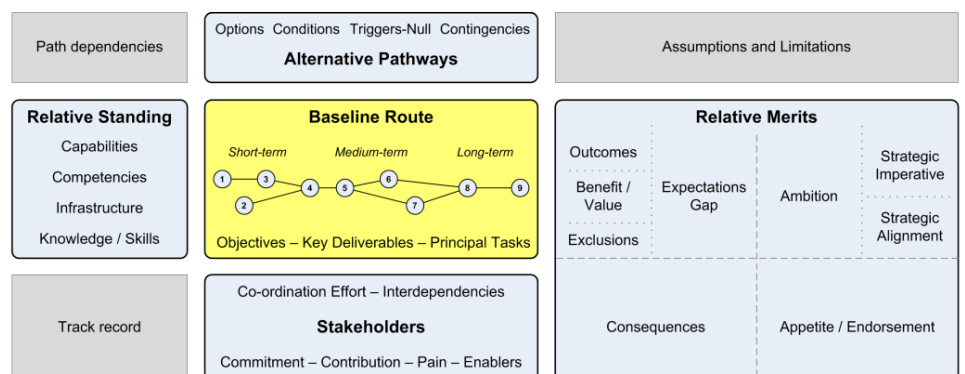 Path dependencies
Options Conditions Triggers-Null Contingencies
Alternative Pathways
Assumptions and Limitations
Relative Standing
Capabilities
Competencies
Infrastructure
Knowledge / Skills
Baseline Route
Short-term Medium-term Long-term
1 3 6
4 5 8 9
2 7
Objectives – Key Deliverables – Principal Tasks
Relative Merits
Outcomes
Benefit /
Value
Exclusions
Expectations
Gap
Ambition
Strategic
Imperative
Strategic
Alignment
Track record
Co-ordination Effort – Interdependencies
Stakeholders
Commitment – Contribution – Pain – Enablers
Consequences
Appetite / Endorsement